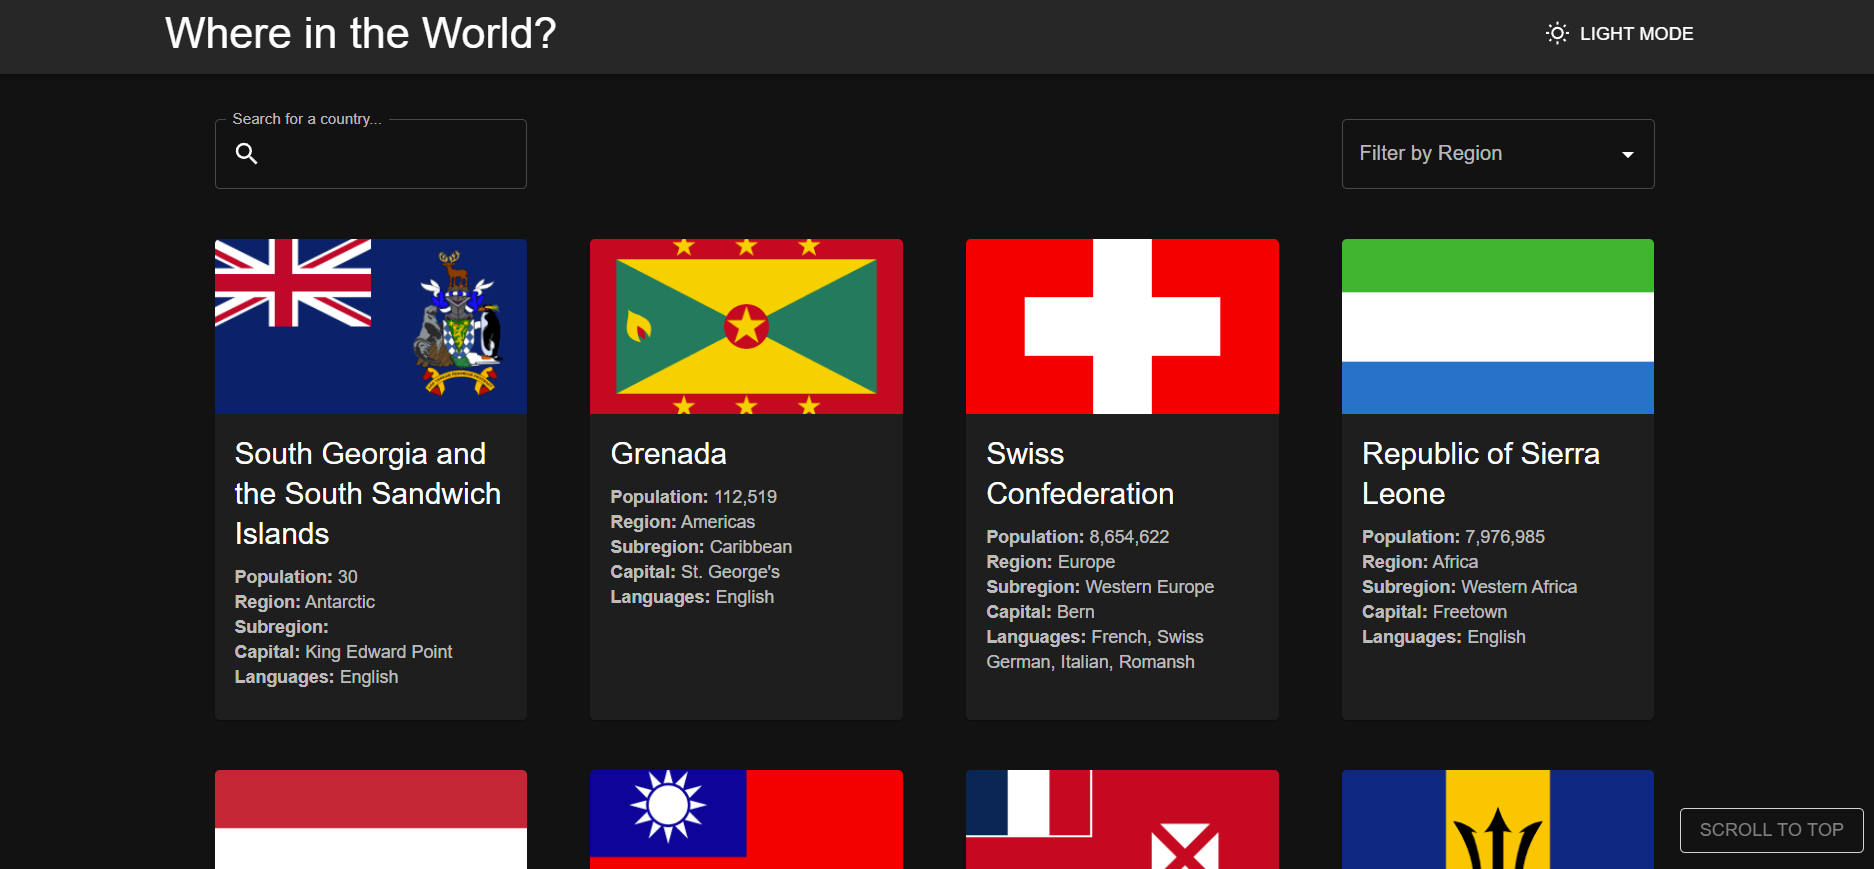 Where in the World?
LIGHT MODE
Search for a country...
Filter by Region
South Georgia and
the South Sandwich
Islands
Population: 30
Region: Antarctic
Subregion:
Capital: King Edward Point
Languages: English
Grenada
Population: 112,519
Region: Americas
Subregion: Caribbean
Capital: St. George's
Languages: English
Swiss
Confederation
Population: 8,654,622
Region: Europe
Subregion: Western Europe
Capital: Bern
Languages: French, Swiss
German, Italian, Romansh
Republic of Sierra
Leone
Population: 7,976,985
Region: Africa
Subregion: Western Africa
Capital: Freetown
Languages: English
SCROLL TO TOP